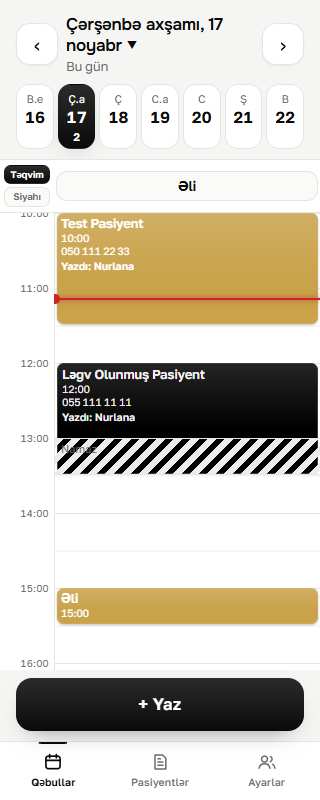 Çərşənbə axşamı, 17
noyabr ▼
Bu gün
‹
›
B.e
16
Ç.a
17
2
Ç
18
C.a
19
C
20
Ş
21
B
22
Təqvim
Siyahı
Əli
10:00
Test Pasiyent
10:00
050 111 22 33
Yazdı: Nurlana
11:00
12:00
Ləğv Olunmuş Pasiyent
12:00
055 111 11 11
Yazdı: Nurlana
13:00
14:00
15:00
Əli
15:00
16:00
+ Yaz
Qəbullar
Pasiyentlər
Ayarlar